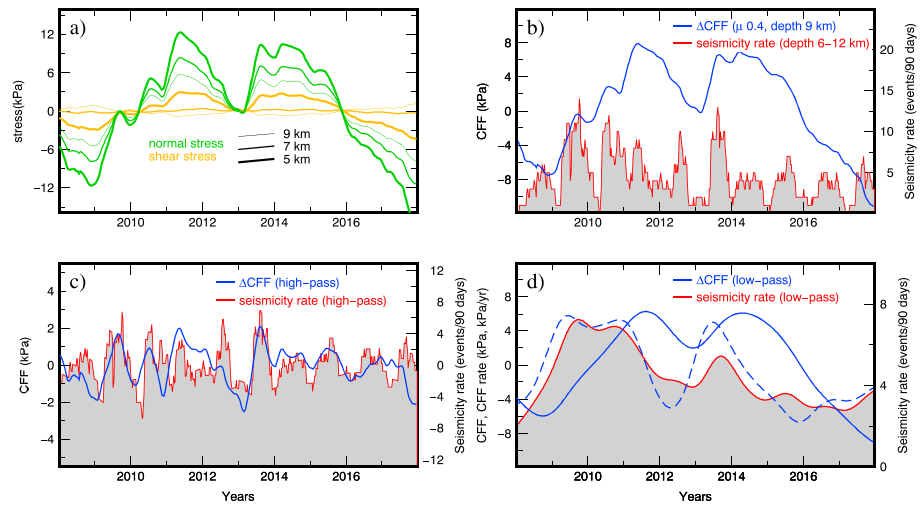 a)
stress(kPa)
12
6
0
−6
−12
normal stress
shear stress
9 km
7 km
5 km
2010
2012
2014
2016
b)
ΔCFF (μ 0.4, depth 9 km)
seismicity rate (depth 6−12 km)
CFF (kPa)
8
4
0
−4
−8
Seismicity rate (events/90 days)
20
15
10
5
2010
2012
2014
2016
c)
ΔCFF (high−pass)
seismicity rate (high−pass)
CFF (kPa)
4
2
0
−2
−4
Seismicity rate (events/90 days)
12
8
4
0
−4
−8
−12
2010
2012
2014
2016
Years
d)
ΔCFF (low−pass)
seismicity rate (low−pass)
CFF, CFF rate (kPa, kPa/yr)
8
4
0
−4
−8
Seismicity rate (events/90 days)
8
4
0
2010
2012
2014
2016
Years